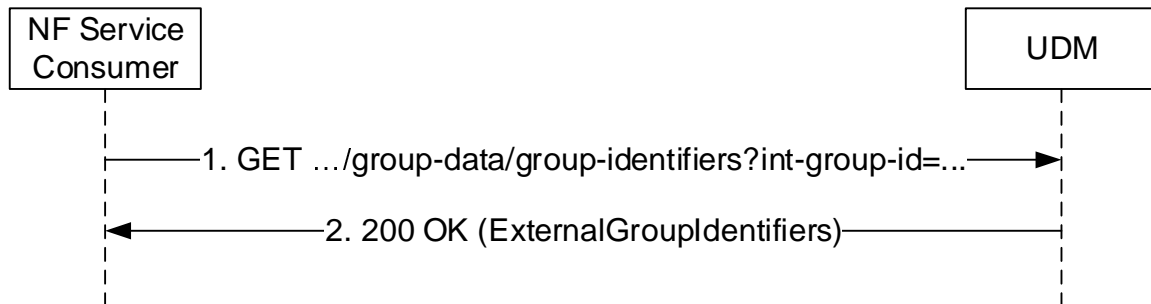 NF Service
Consumer
UDM
1. GET …/group-data/group-identifiers?int-group-id=...
2. 200 OK (ExternalGroupIdentifiers)